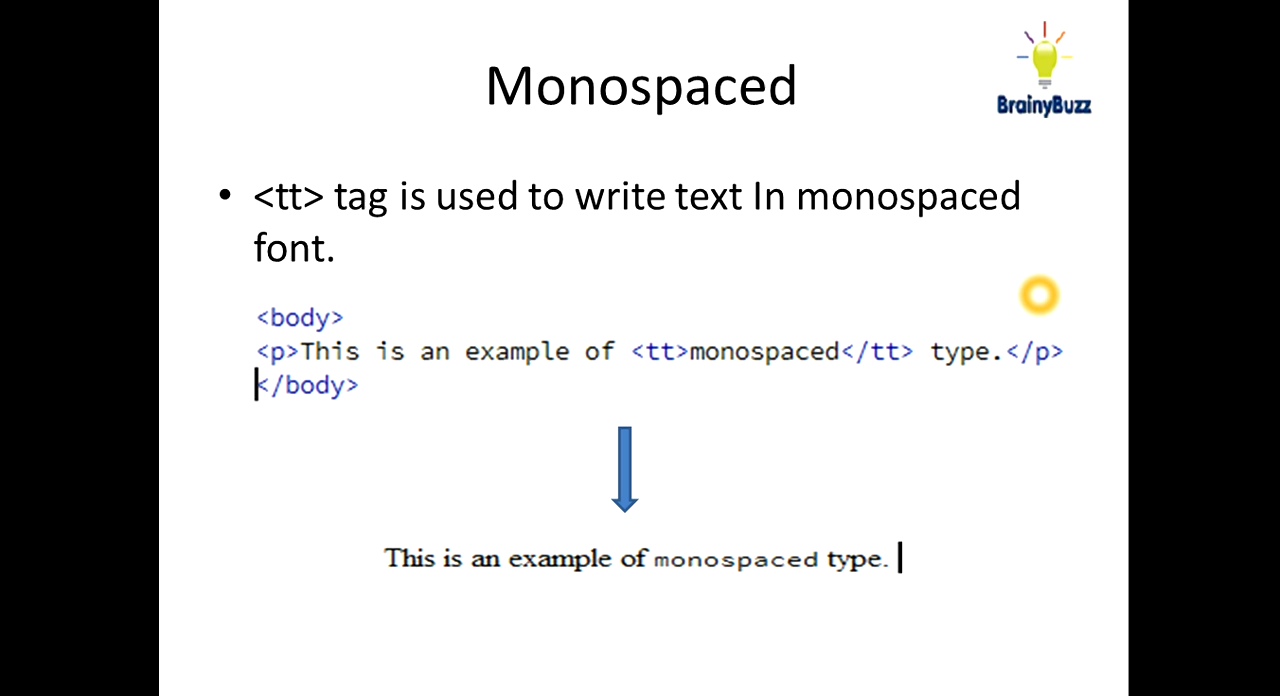 Monospaced
BrainyBuzz
• <tt> tag is used to write text In monospaced
font.
<body>
<p>This is an example of <tt>monospaced</tt> type.</p>
</body>
This is an example of monospaced type.